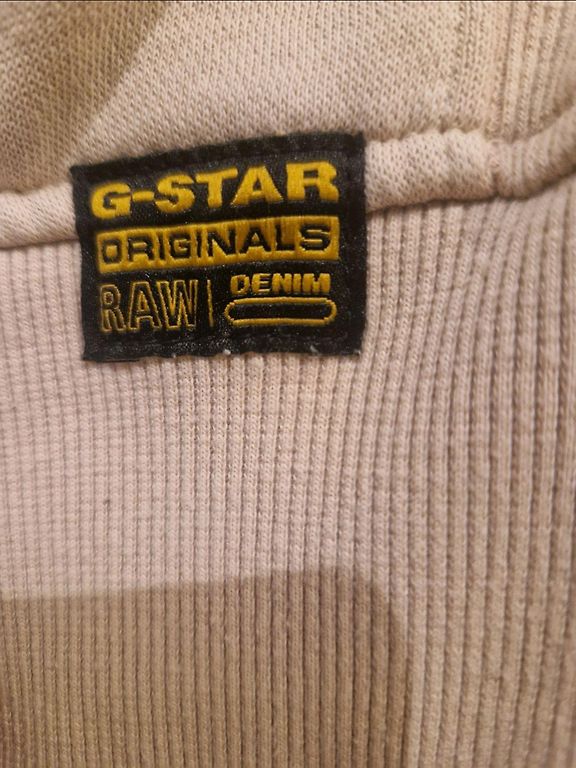 G-STAR
ORIGINALS
RAW | DENIM